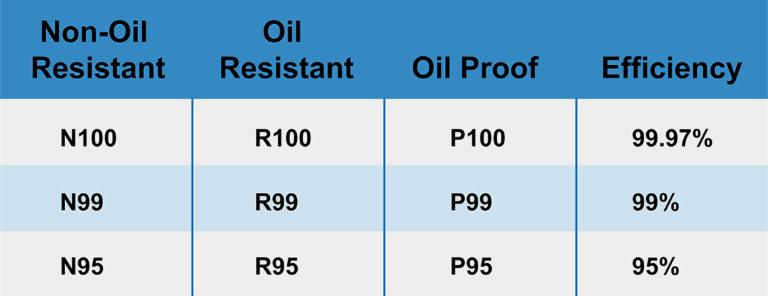 Non-Oil Resistant Oil Resistant Oil Proof Efficiency
N100 R100 P100 99.97%
N99 R99 P99 99%
N95 R95 P95 95%